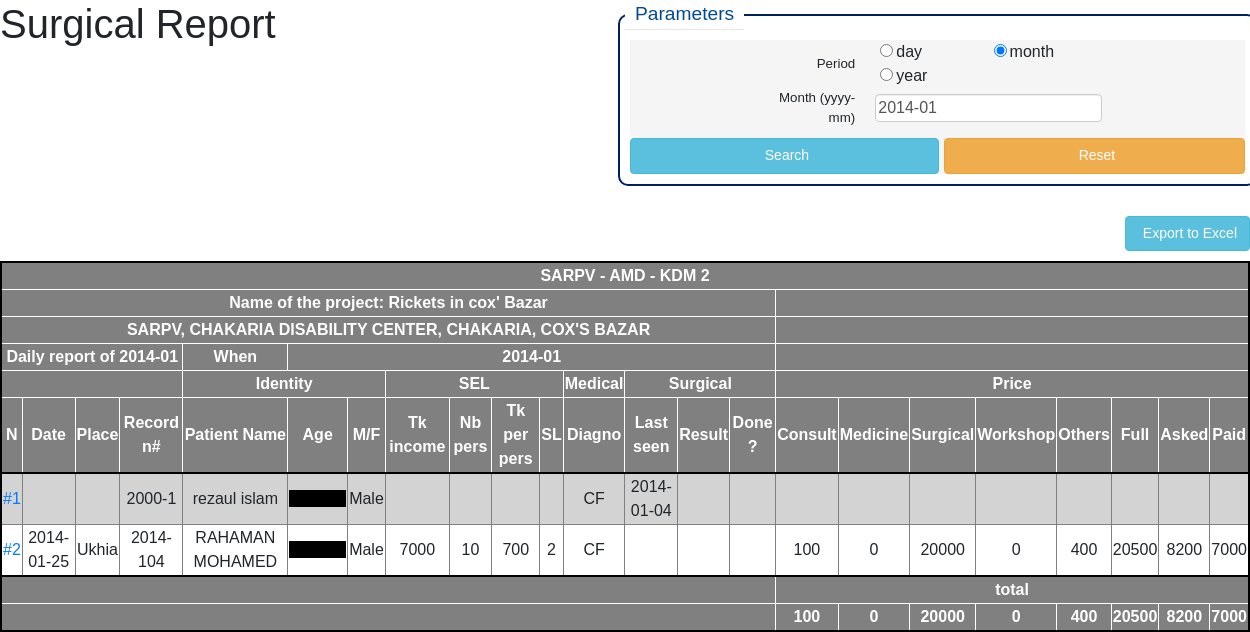 Surgical Report
Parameters
Period
day
month
year
Month (yyyy-
mm)
2014-01
Search
Reset
Export to Excel
SARPV - AMD - KDM 2
Name of the project: Rickets in cox' Bazar
SARPV, CHAKARIA DISABILITY CENTER, CHAKARIA, COX'S BAZAR
Daily report of 2014-01 When 2014-01
Identity SEL Medical Surgical Price
N Date Place Record n# Patient Name Age M/F Tk income Nb pers Tk per pers SL Diagno Last seen Result Done ? Consult Medicine Surgical Workshop Others Full Asked Paid
#1 2000-1 rezaul islam Male CF 2014-01-04
#2 2014-01-25 Ukhia 2014-104 RAHAMAN MOHAMED Male 7000 10 700 2 CF 100 0 20000 0 400 20500 8200 7000
total
100 0 20000 0 400 20500 8200 7000